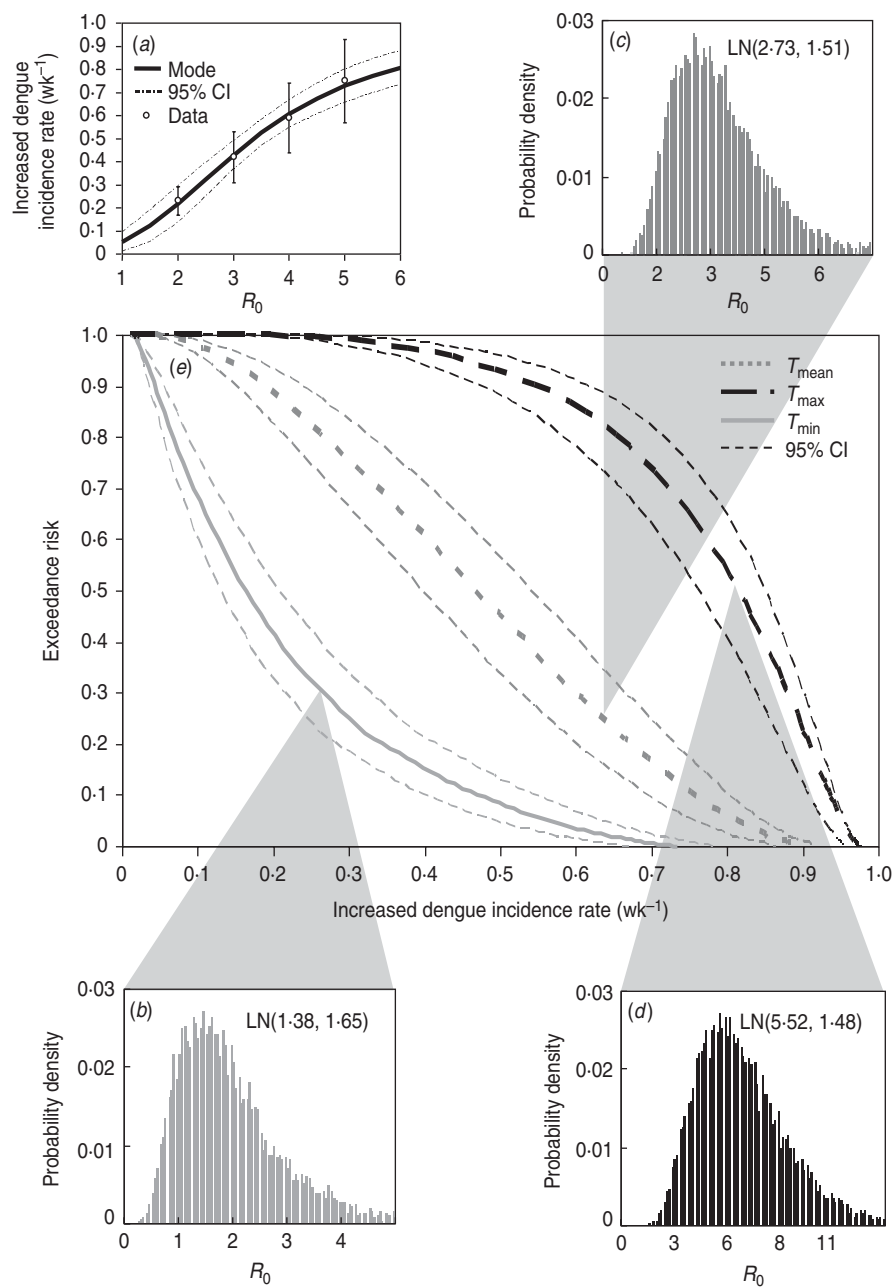 Increased dengue
incidence rate (wk−1)
1·0
0·9
0·8
0·7
0·6
0·5
0·4
0·3
0·2
0·1
0
(a)
Mode
95% CI
Data
1 2 3 4 5 6
R0
Probability density
0·03
0·02
0·01
0
(c)
LN(2·73, 1·51)
0 2 3 5 6
R0
Exceedance risk
1·0
0·9
0·8
0·7
0·6
0·5
0·4
0·3
0·2
0·1
0
(e)
Tmean
Tmax
Tmin
95% CI
0 0·1 0·2 0·3 0·4 0·5 0·6 0·7 0·8 0·9 1·0
Increased dengue incidence rate (wk−1)
Probability density
0·03
0·02
0·01
0
(b)
LN(1·38, 1·65)
0 1 2 3 4
R0
Probability density
0·03
0·02
0·01
0
(d)
LN(5·52, 1·48)
0 3 6 8 11
R0